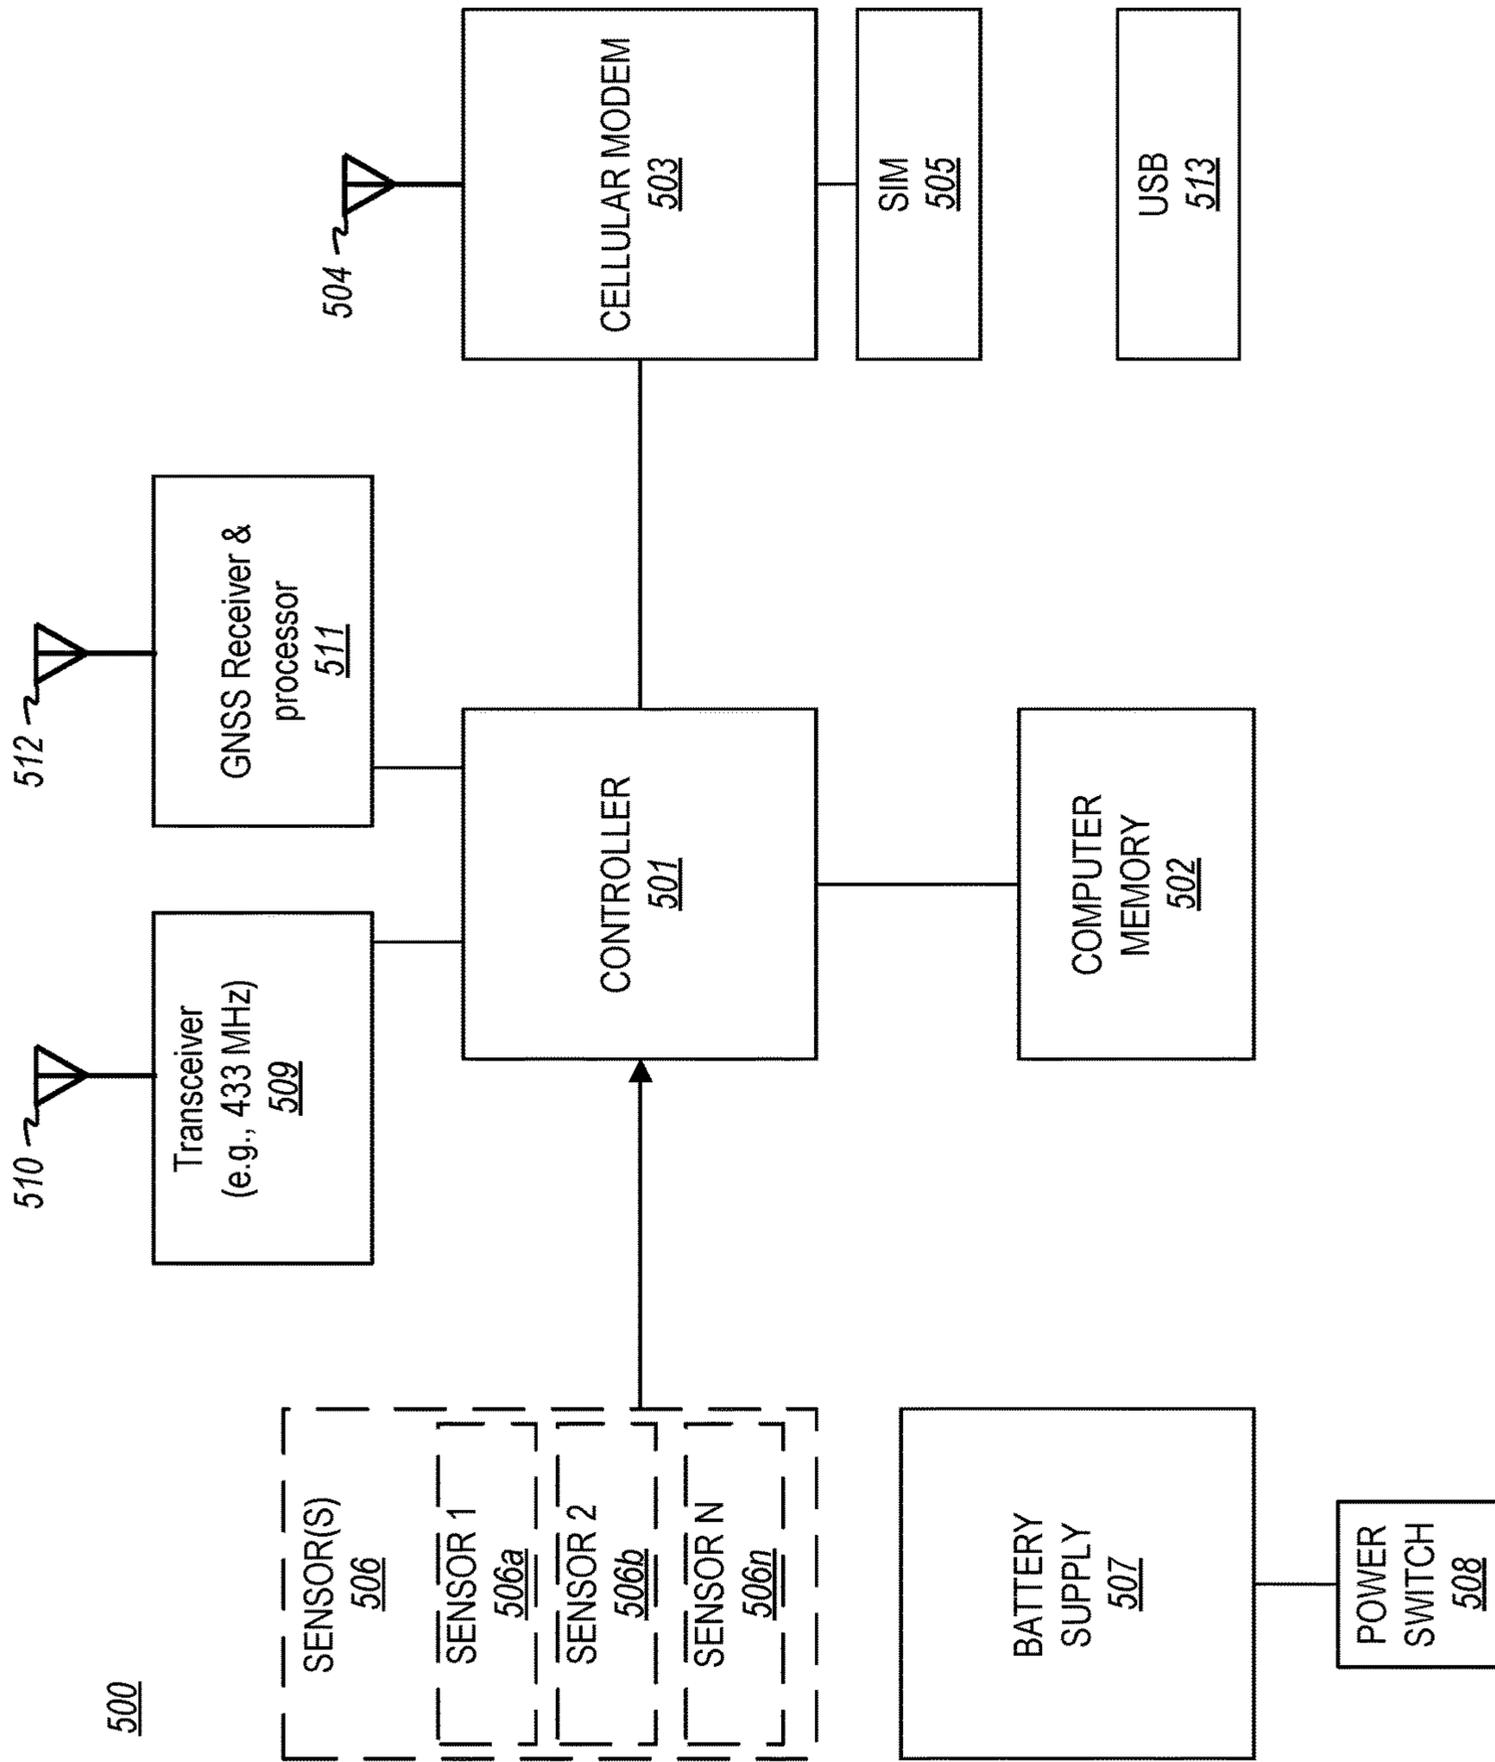 500
510
Transceiver
(e.g., 433 MHz)
509
512
GNSS Receiver &
processor
511
504
CELLULAR MODEM
503
SIM
505
USB
513
SENSOR(S)
506
SENSOR 1
506a
SENSOR 2
506b
SENSOR N
506n
CONTROLLER
501
COMPUTER
MEMORY
502
BATTERY
SUPPLY
507
POWER
SWITCH
508